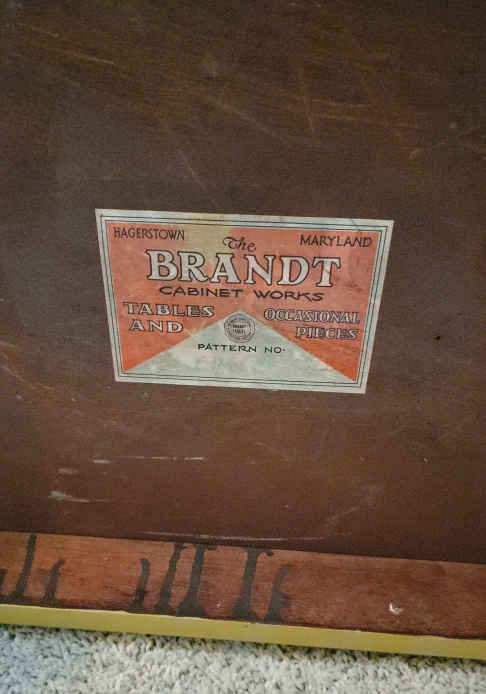 HAGERSTOWN MARYLAND
The
BRANDT
CABINET WORKS
TABLES OCCASIONAL
AND PIECES
PATTERN NO.